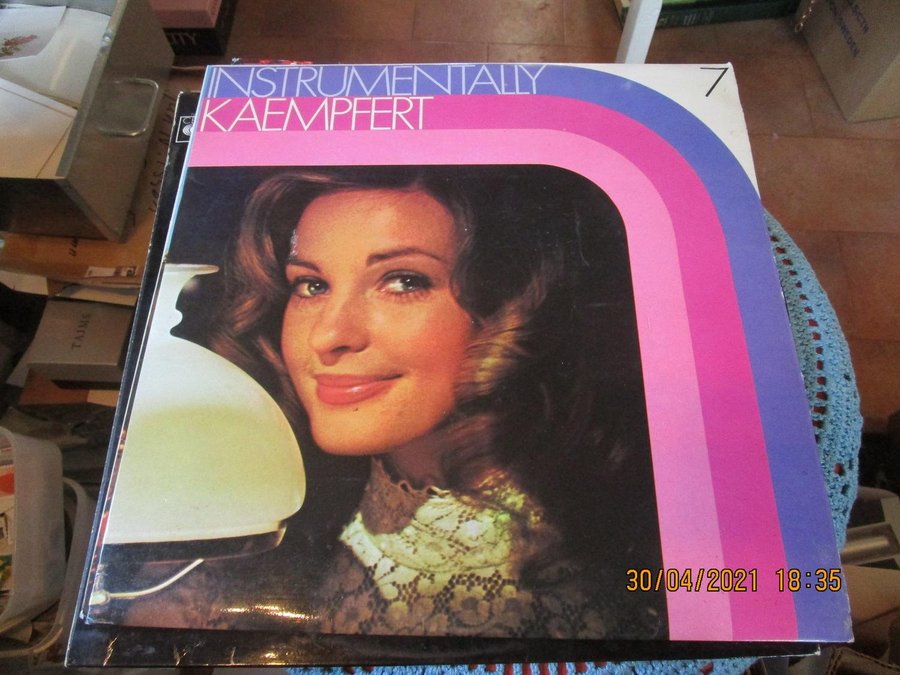 INSTRUMENTALLY
KAEMPFERT
7
30/04/2021 18:35